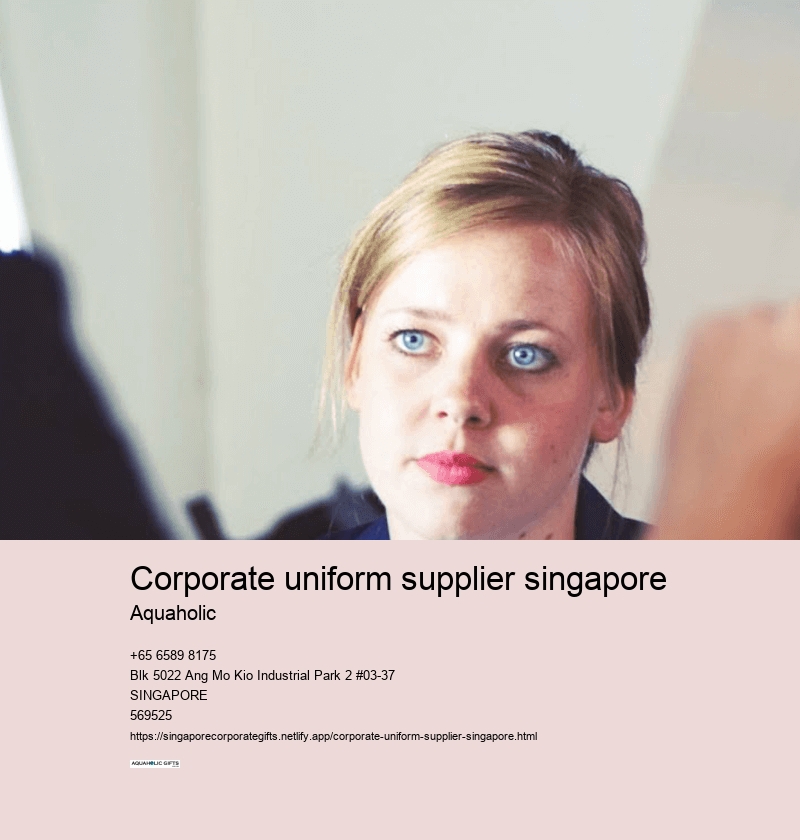 Corporate uniform supplier singapore
Aquaholic
+65 6589 8175
Blk 5022 Ang Mo Kio Industrial Park 2 #03-37
SINGAPORE
569525
https://singaporecorporategifts.netlify.app/corporate-uniform-supplier-singapore.html
AQUAHOLIC GIFTS